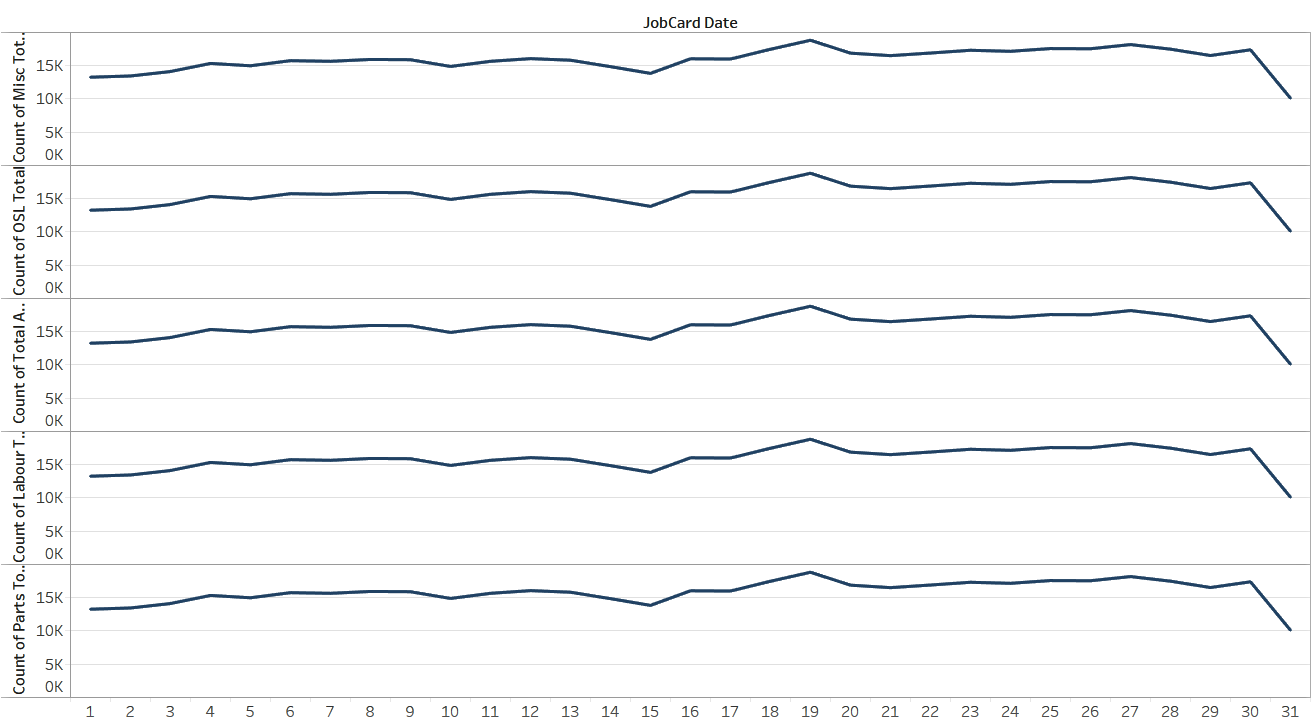 JobCard Date
Count of Misc Tot..
15K
10K
5K
0K
Count of OSL Total
15K
10K
5K
0K
Count of Total A..
15K
10K
5K
0K
Count of Labour T..
15K
10K
5K
0K
Count of Parts To..
15K
10K
5K
0K
1 2 3 4 5 6 7 8 9 10 11 12 13 14 15 16 17 18 19 20 21 22 23 24 25 26 27 28 29 30 31